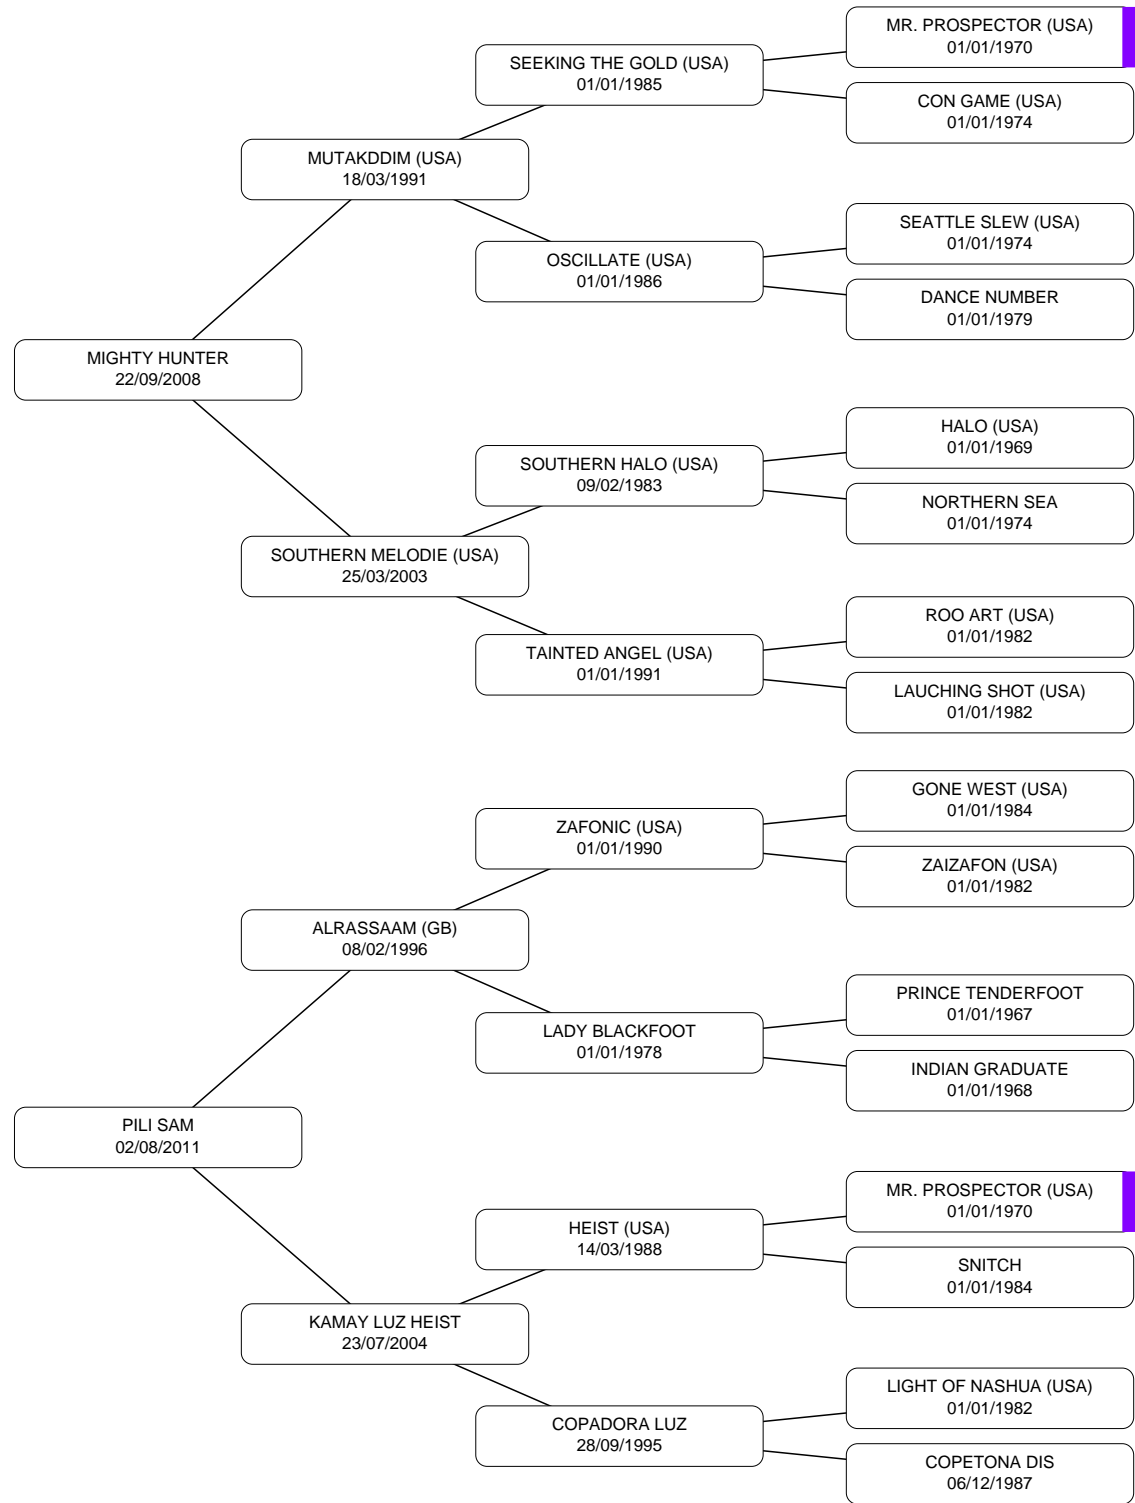 MR. PROSPECTOR (USA)
01/01/1970
SEEKING THE GOLD (USA)
01/01/1985
CON GAME (USA)
01/01/1974
MUTAKDDIM (USA)
18/03/1991
SEATTLE SLEW (USA)
01/01/1974
OSCILLATE (USA)
01/01/1986
DANCE NUMBER
01/01/1979
MIGHTY HUNTER
22/09/2008
HALO (USA)
01/01/1969
SOUTHERN HALO (USA)
09/02/1983
NORTHERN SEA
01/01/1974
SOUTHERN MELODIE (USA)
25/03/2003
ROO ART (USA)
01/01/1982
TAINTED ANGEL (USA)
01/01/1991
LAUCHING SHOT (USA)
01/01/1982
GONE WEST (USA)
01/01/1984
ZAFONIC (USA)
01/01/1990
ZAIZAFON (USA)
01/01/1982
ALRASSAAM (GB)
08/02/1996
PRINCE TENDERFOOT
01/01/1967
LADY BLACKFOOT
01/01/1978
INDIAN GRADUATE
01/01/1968
PILI SAM
02/08/2011
MR. PROSPECTOR (USA)
01/01/1970
HEIST (USA)
14/03/1988
SNITCH
01/01/1984
KAMAY LUZ HEIST
23/07/2004
LIGHT OF NASHUA (USA)
01/01/1982
COPADORA LUZ
28/09/1995
COPETONA DIS
06/12/1987